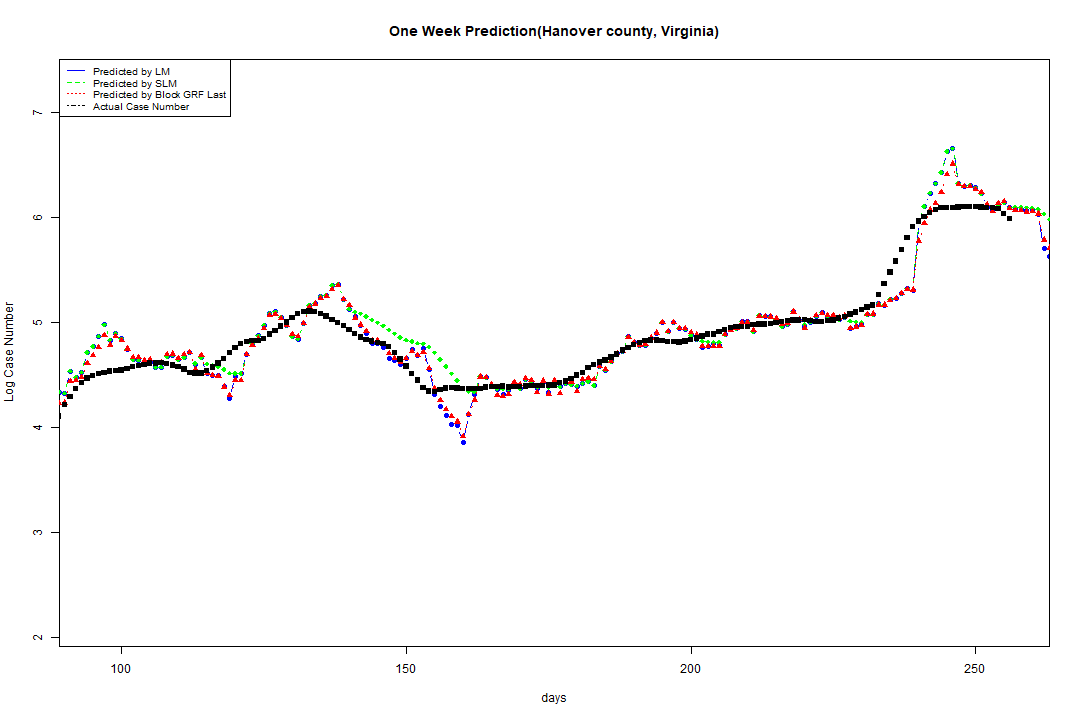 One Week Prediction(Hanover county, Virginia)
Predicted by LM
Predicted by SLM
Predicted by Block GRF Last
Actual Case Number
7
6
5
4
3
2
Log Case Number
100 150 200 250
days